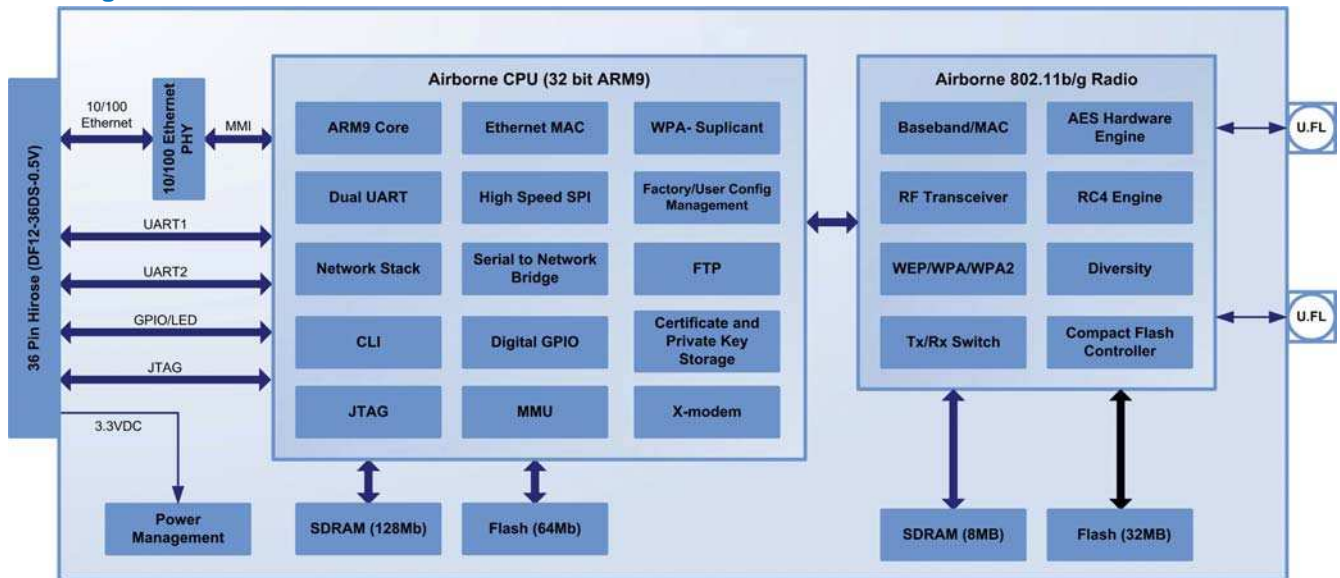 36 Pin Hirose (DF12-36DS-0.5V)
10/100
Ethernet
10/100 Ethernet
PHY
MMI
UART1
UART2
GPIO/LED
JTAG
3.3VDC
Power
Management
Airborne CPU (32 bit ARM9)
ARM9 Core
Ethernet MAC
WPA- Suplicant
Dual UART
High Speed SPI
Factory/User Config
Management
Network Stack
Serial to Network
Bridge
FTP
CLI
Digital GPIO
Certificate and
Private Key
Storage
JTAG
MMU
X-modem
SDRAM (128Mb)
Flash (64Mb)
Airborne 802.11b/g Radio
Baseband/MAC
AES Hardware
Engine
RF Transceiver
RC4 Engine
WEP/WPA/WPA2
Diversity
Tx/Rx Switch
Compact Flash
Controller
SDRAM (8MB)
Flash (32MB)
U.FL
U.FL